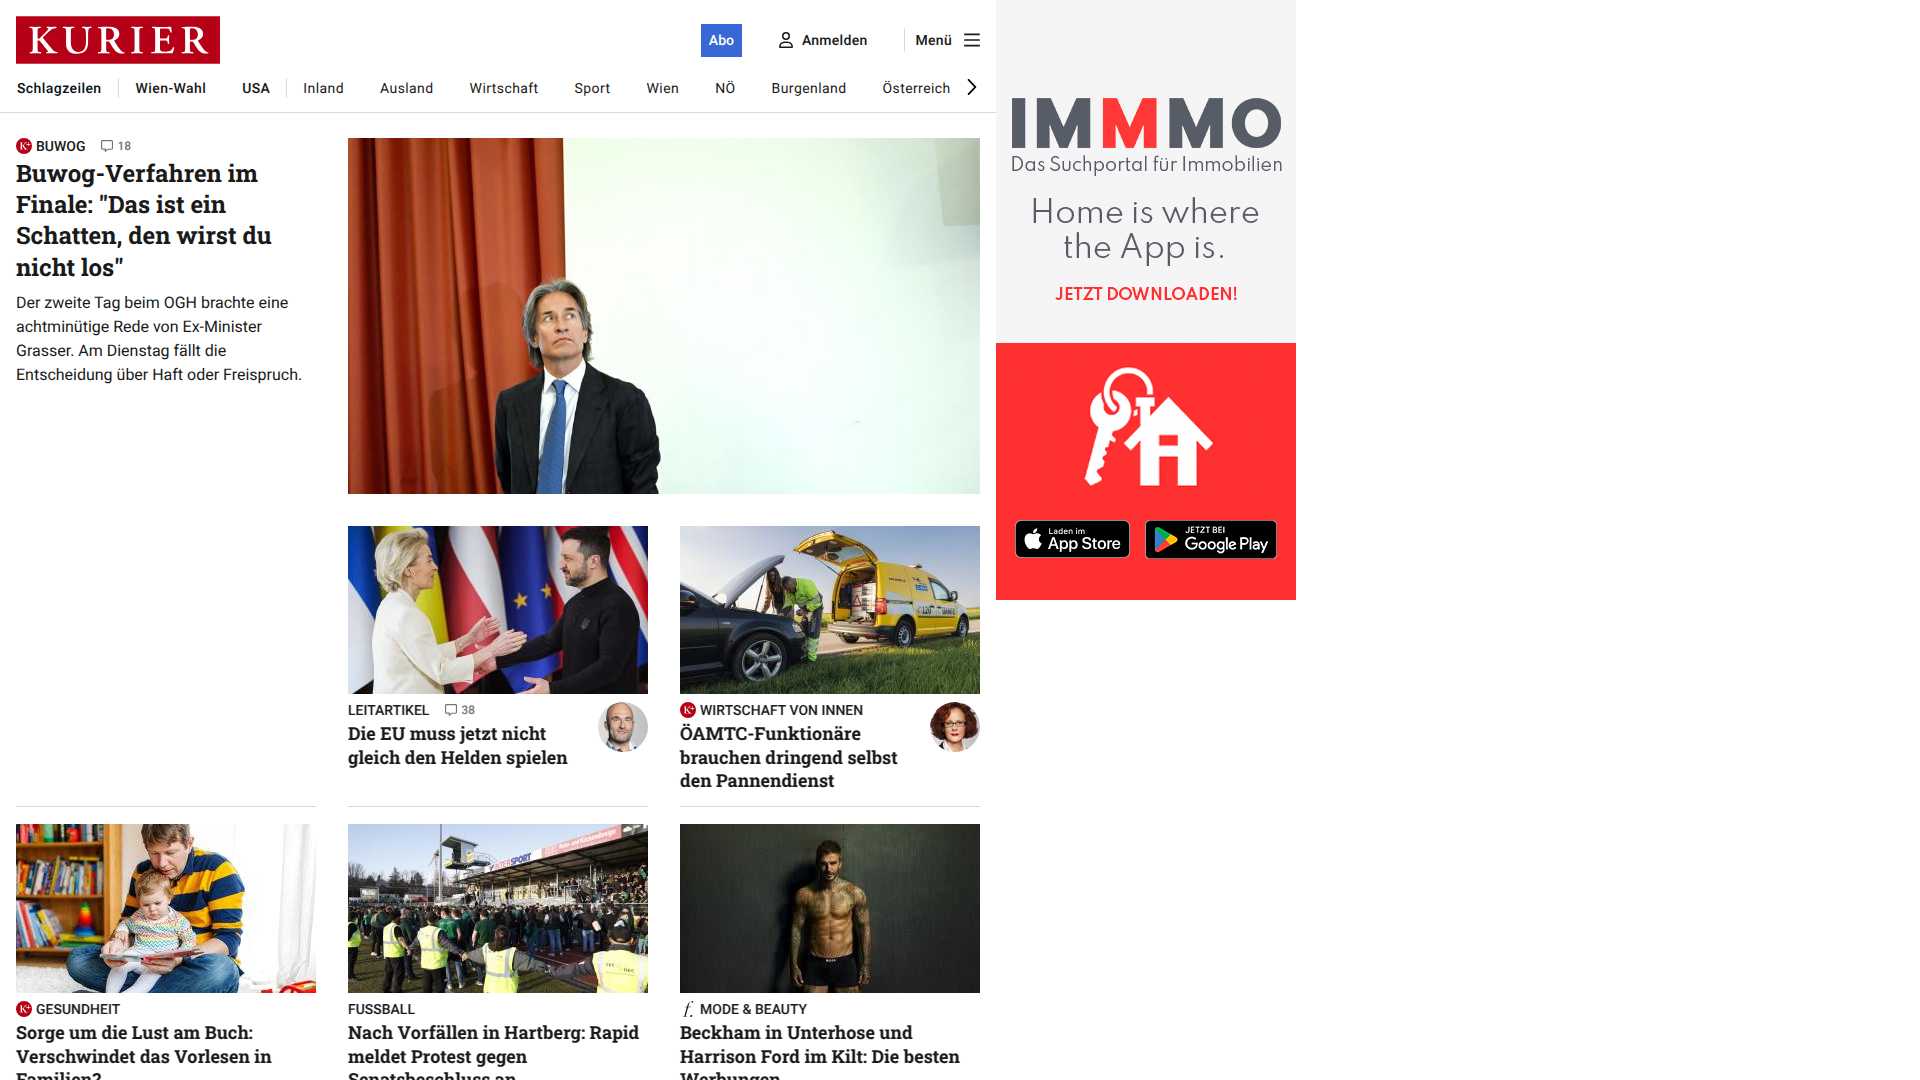 KURIER
Abo
Anmelden
Menü
Schlagzeilen
Wien-Wahl
USA
Inland
Ausland
Wirtschaft
Sport
Wien
NÖ
Burgenland
Österreich
BUWOG 18
Buwog-Verfahren im
Finale: "Das ist ein
Schatten, den wirst du
nicht los"
Der zweite Tag beim OGH brachte eine
achtminütige Rede von Ex-Minister
Grasser. Am Dienstag fällt die
Entscheidung über Haft oder Freispruch.
LEITARTIKEL 38
Die EU muss jetzt nicht
gleich den Helden spielen
K+ WIRTSCHAFT VON INNEN
ÖAMTC-Funktionäre
brauchen dringend selbst
den Pannendienst
GESUNDHEIT
Sorge um die Lust am Buch:
Verschwindet das Vorlesen in
Familien?
FUSSBALL
Nach Vorfällen in Hartberg: Rapid
meldet Protest gegen
Senatsbeschluss an
f. MODE & BEAUTY
Beckham in Unterhose und
Harrison Ford im Kilt: Die besten
Werbungen
IMMMO
Das Suchportal für Immobilien
Home is where
the App is.
JETZT DOWNLOADEN!
Laden im
App Store
JETZT BEI
Google Play